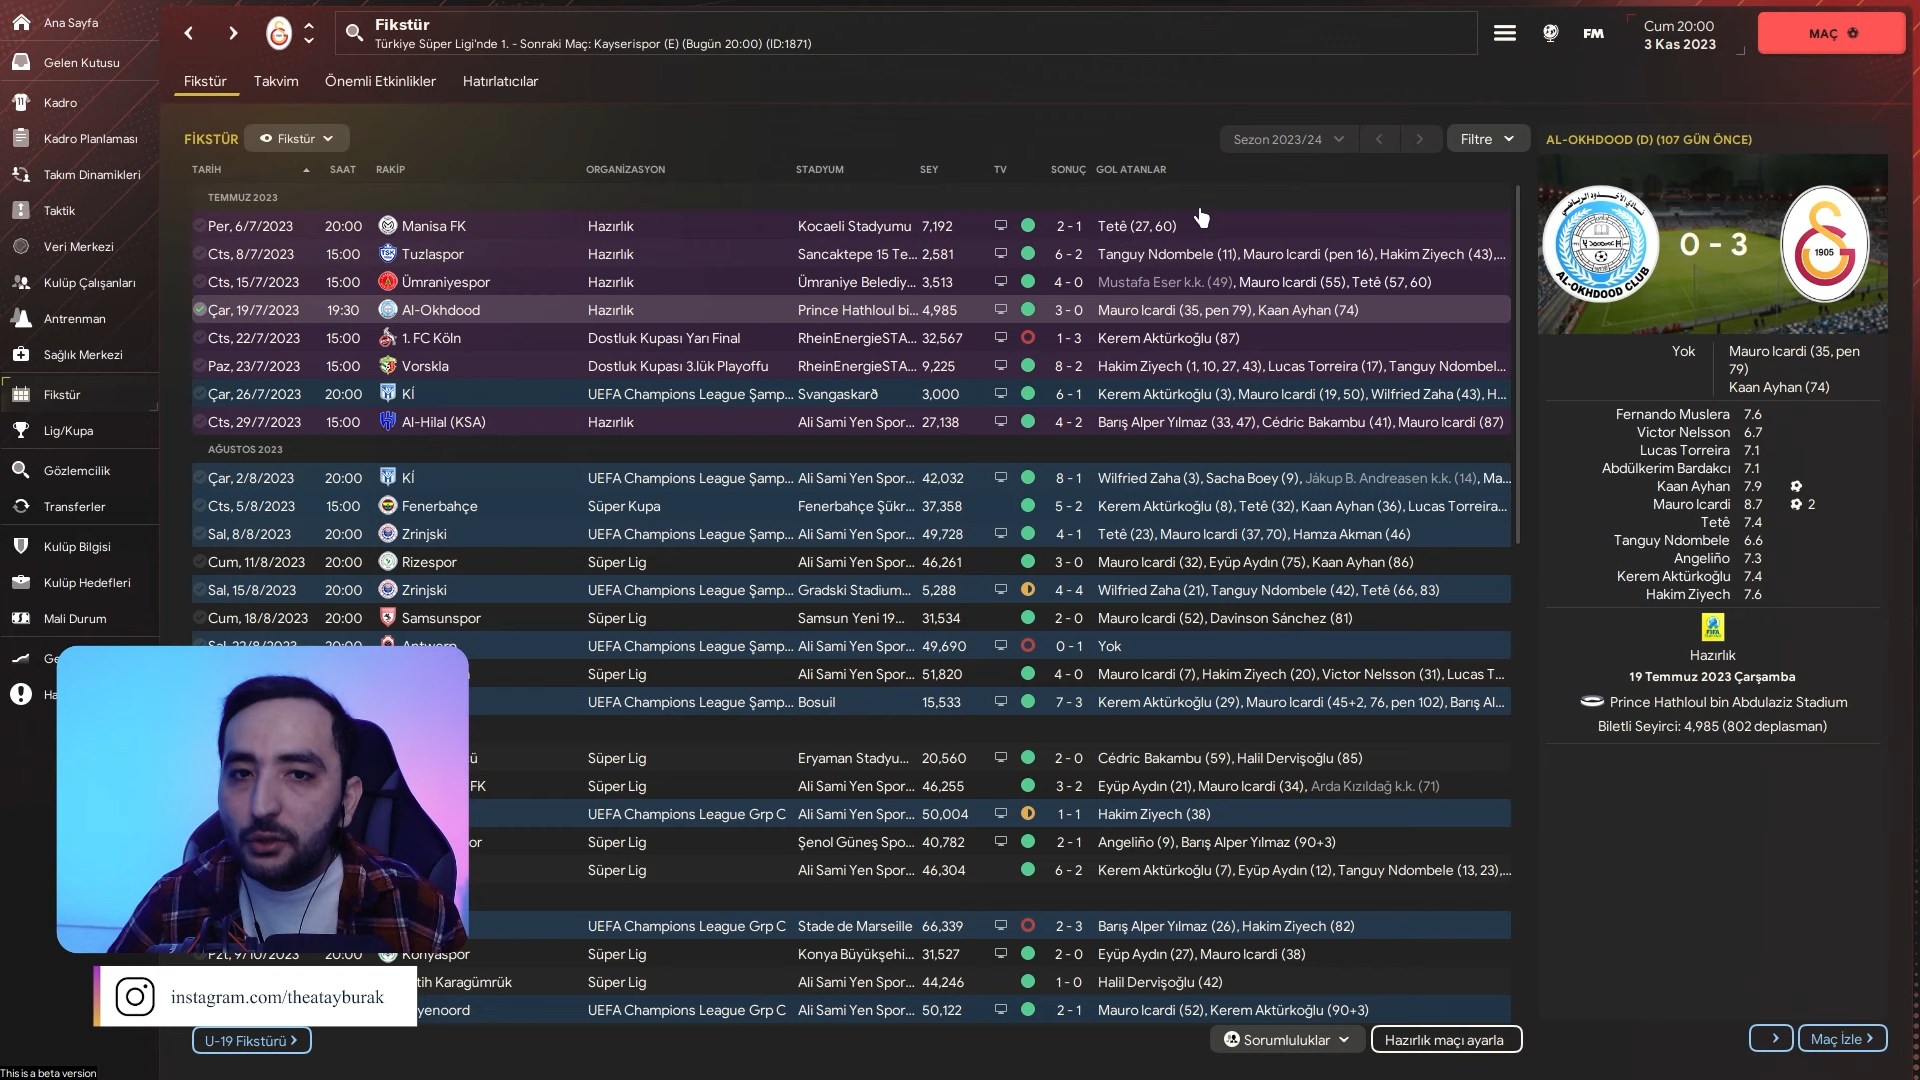 Ana Sayfa
Gelen Kutusu
Kadro
Kadro Planlaması
Takım Dinamikleri
Taktik
Veri Merkezi
Kulüp Çalışanları
Antrenman
Sağlık Merkezi
Fikstür
Lig/Kupa
Gözlemcilik
Transferler
Kulüp Bilgisi
Kulüp Hedefleri
Mali Durum
Fikstür
Türkiye Süper Ligi'nde 1. - Sonraki Maç: Kayserispor (E) (Bugün 20:00) (ID:1871)
FM
Cum 20:00
3 Kas 2023
MAÇ
Fikstür Takvim Önemli Etkinlikler Hatırlatıcılar
FİKSTÜR Fikstür Sezon 2023/24 Filtre
TARİH SAAT RAKİP ORGANİZASYON STADYUM SEY TV SONUÇ GOL ATANLAR
TEMMUZ 2023
Per, 6/7/2023 20:00 Manisa FK Hazırlık Kocaeli Stadyumu 7,192 2 - 1 Tetê (27, 60)
Cts, 8/7/2023 15:00 Tuzlaspor Hazırlık Sancaktepe 15 Te... 2,581 6 - 2 Tanguy Ndombele (11), Mauro Icardi (pen 16), Hakim Ziyech (43),...
Cts, 15/7/2023 15:00 Ümraniyespor Hazırlık Ümraniye Belediy... 3,513 4 - 0 Mustafa Eser k.k. (49), Mauro Icardi (55), Tetê (57, 60)
Çar, 19/7/2023 19:30 Al-Okhdood Hazırlık Prince Hathloul bi... 4,985 3 - 0 Mauro Icardi (35, pen 79), Kaan Ayhan (74)
Cts, 22/7/2023 15:00 1. FC Köln Dostluk Kupası Yarı Final RheinEnergieSTA... 32,567 1 - 3 Kerem Aktürkoğlu (87)
Paz, 23/7/2023 15:00 Vorskla Dostluk Kupası 3.lük Playoffu RheinEnergieSTA... 9,225 8 - 2 Hakim Ziyech (1, 10, 27, 43), Lucas Torreira (17), Tanguy Ndombel...
Çar, 26/7/2023 20:00 KÍ UEFA Champions League Şamp... Svangaskarð 3,000 6 - 1 Kerem Aktürkoğlu (3), Mauro Icardi (19, 50), Wilfried Zaha (43), H...
Cts, 29/7/2023 15:00 Al-Hilal (KSA) Hazırlık Ali Sami Yen Spor... 27,138 4 - 2 Barış Alper Yılmaz (33, 47), Cédric Bakambu (41), Mauro Icardi (87)
AĞUSTOS 2023
Çar, 2/8/2023 20:00 KÍ UEFA Champions League Şamp... Ali Sami Yen Spor... 42,032 8 - 1 Wilfried Zaha (3), Sacha Boey (9), Jákup B. Andreasen k.k. (14), Ma...
Cts, 5/8/2023 15:00 Fenerbahçe Süper Kupa Fenerbahçe Şükr... 37,358 5 - 2 Kerem Aktürkoğlu (8), Tetê (32), Kaan Ayhan (36), Lucas Torreira...
Sal, 8/8/2023 20:00 Zrinjski UEFA Champions League Şamp... Ali Sami Yen Spor... 49,728 4 - 1 Tetê (23), Mauro Icardi (37, 70), Hamza Akman (46)
Cum, 11/8/2023 20:00 Rizespor Süper Lig Ali Sami Yen Spor... 46,261 3 - 0 Mauro Icardi (32), Eyüp Aydın (75), Kaan Ayhan (86)
Sal, 15/8/2023 20:00 Zrinjski UEFA Champions League Şamp... Gradski Stadium... 5,288 4 - 4 Wilfried Zaha (21), Tanguy Ndombele (42), Tetê (66, 83)
Cum, 18/8/2023 20:00 Samsunspor Süper Lig Samsun Yeni 19... 31,534 2 - 0 Mauro Icardi (52), Davinson Sánchez (81)
Sal, 22/8/2023 20:00 Antwerp UEFA Champions League Şamp... Ali Sami Yen Spor... 49,690 0 - 1 Yok
Süper Lig Ali Sami Yen Spor... 51,820 4 - 0 Mauro Icardi (7), Hakim Ziyech (20), Victor Nelsson (31), Lucas T...
UEFA Champions League Şamp... Bosuil 15,533 7 - 3 Kerem Aktürkoğlu (29), Mauro Icardi (45+2, 76, pen 102), Barış Al...
ü Süper Lig Eryaman Stadyu... 20,560 2 - 0 Cédric Bakambu (59), Halil Dervişoğlu (85)
FK Süper Lig Ali Sami Yen Spor... 46,255 3 - 2 Eyüp Aydın (21), Mauro Icardi (34), Arda Kızıldağ k.k. (71)
UEFA Champions League Grp C Ali Sami Yen Spor... 50,004 1 - 1 Hakim Ziyech (38)
or Süper Lig Şenol Güneş Spo... 40,782 2 - 1 Angeliño (9), Barış Alper Yılmaz (90+3)
Süper Lig Ali Sami Yen Spor... 46,304 6 - 2 Kerem Aktürkoğlu (7), Eyüp Aydın (12), Tanguy Ndombele (13, 23),...
UEFA Champions League Grp C Stade de Marseille 66,339 2 - 3 Barış Alper Yılmaz (26), Hakim Ziyech (82)
Pzt, 9/10/2023 20:00 Konyaspor Süper Lig Konya Büyükşehi... 31,527 2 - 0 Eyüp Aydın (27), Mauro Icardi (38)
tih Karagümrük Süper Lig Ali Sami Yen Spor... 44,246 1 - 0 Halil Dervişoğlu (42)
yenoord UEFA Champions League Grp C Ali Sami Yen Spor... 50,122 2 - 1 Mauro Icardi (52), Kerem Aktürkoğlu (90+3)
instagram.com/theatayburak
U-19 Fikstürü
Sorumluluklar
Hazırlık maçı ayarla
This is a beta version
AL-OKHDOOD (D) (107 GÜN ÖNCE)
AL-OKHDOOD CLUB
0 - 3
1905
Yok
Mauro Icardi (35, pen
79)
Kaan Ayhan (74)
Fernando Muslera 7.6
Victor Nelsson 6.7
Lucas Torreira 7.1
Abdülkerim Bardakcı 7.1
Kaan Ayhan 7.9
Mauro Icardi 8.7 2
Tetê 7.4
Tanguy Ndombele 6.6
Angeliño 7.3
Kerem Aktürkoğlu 7.4
Hakim Ziyech 7.6
FIFA
Hazırlık
19 Temmuz 2023 Çarşamba
Prince Hathloul bin Abdulaziz Stadium
Biletli Seyirci: 4,985 (802 deplasman)
Maç İzle